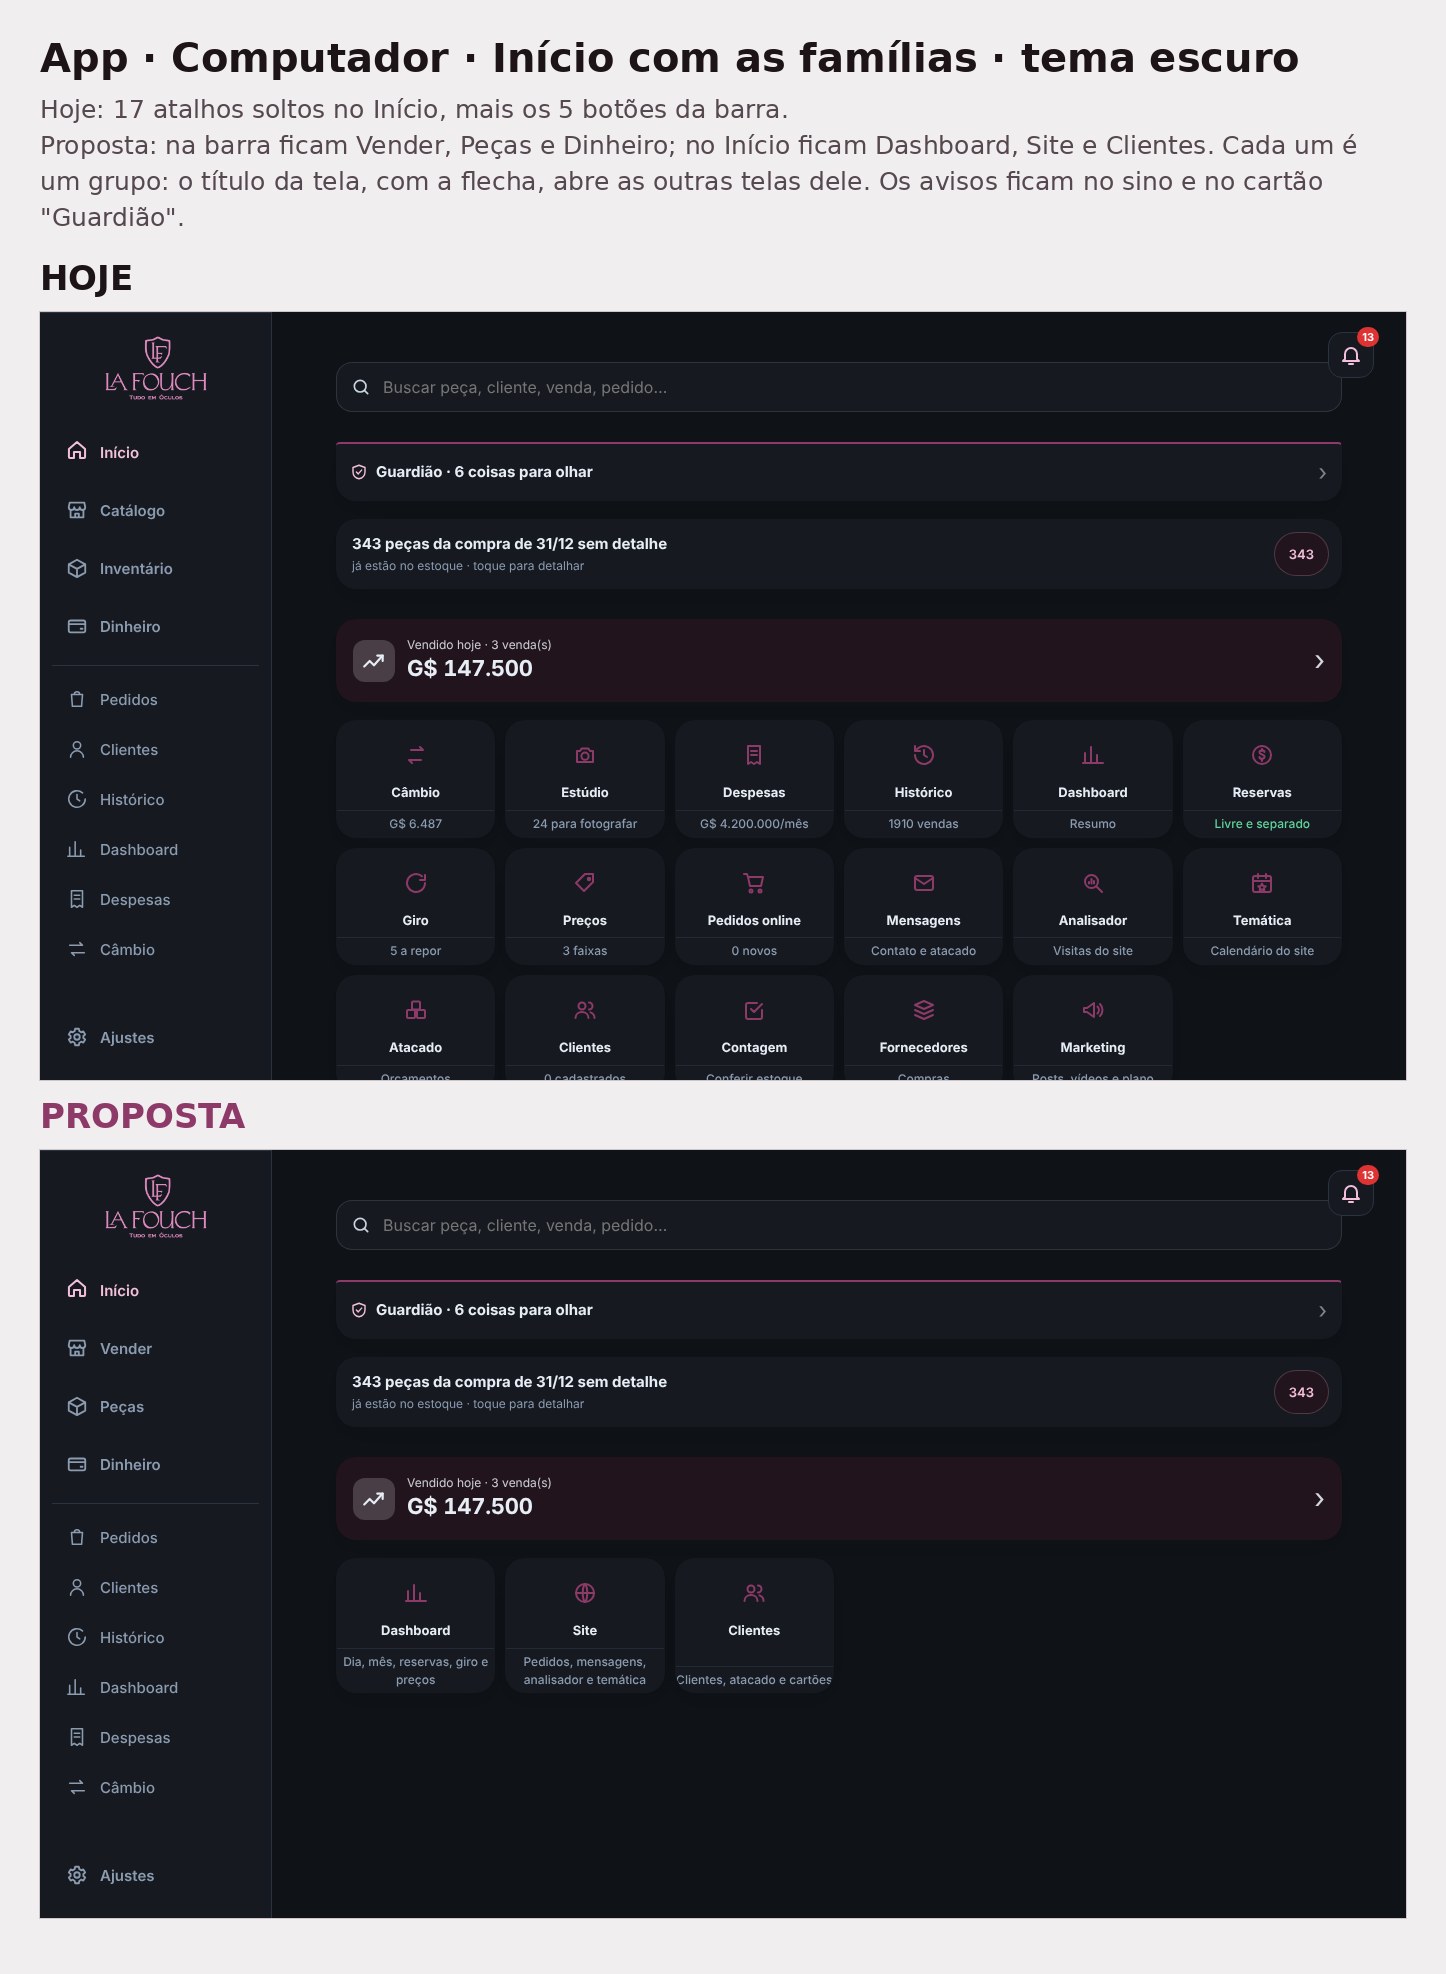 App · Computador · Início com as famílias · tema escuro
Hoje: 17 atalhos soltos no Início, mais os 5 botões da barra.
Proposta: na barra ficam Vender, Peças e Dinheiro; no Início ficam Dashboard, Site e Clientes. Cada um é
um grupo: o título da tela, com a flecha, abre as outras telas dele. Os avisos ficam no sino e no cartão
"Guardião".
HOJE
LA FOUCH
Tudo em Óculos
Início
Catálogo
Inventário
Dinheiro
Pedidos
Clientes
Histórico
Dashboard
Despesas
Câmbio
Ajustes
13
Buscar peça, cliente, venda, pedido...
Guardião · 6 coisas para olhar
343 peças da compra de 31/12 sem detalhe
já estão no estoque · toque para detalhar
343
Vendido hoje · 3 venda(s)
G$ 147.500
Câmbio
G$ 6.487
Estúdio
24 para fotografar
Despesas
G$ 4.200.000/mês
Histórico
1910 vendas
Dashboard
Resumo
Reservas
Livre e separado
Giro
5 a repor
Preços
3 faixas
Pedidos online
0 novos
Mensagens
Contato e atacado
Analisador
Visitas do site
Temática
Calendário do site
Atacado
Orçamentos
Clientes
0 cadastrados
Contagem
Conferir estoque
Fornecedores
Compras
Marketing
Posts, vídeos e plano
PROPOSTA
LA FOUCH
Tudo em Óculos
Início
Vender
Peças
Dinheiro
Pedidos
Clientes
Histórico
Dashboard
Despesas
Câmbio
Ajustes
13
Buscar peça, cliente, venda, pedido...
Guardião · 6 coisas para olhar
343 peças da compra de 31/12 sem detalhe
já estão no estoque · toque para detalhar
343
Vendido hoje · 3 venda(s)
G$ 147.500
Dashboard
Dia, mês, reservas, giro e
preços
Site
Pedidos, mensagens,
analisador e temática
Clientes
Clientes, atacado e cartões